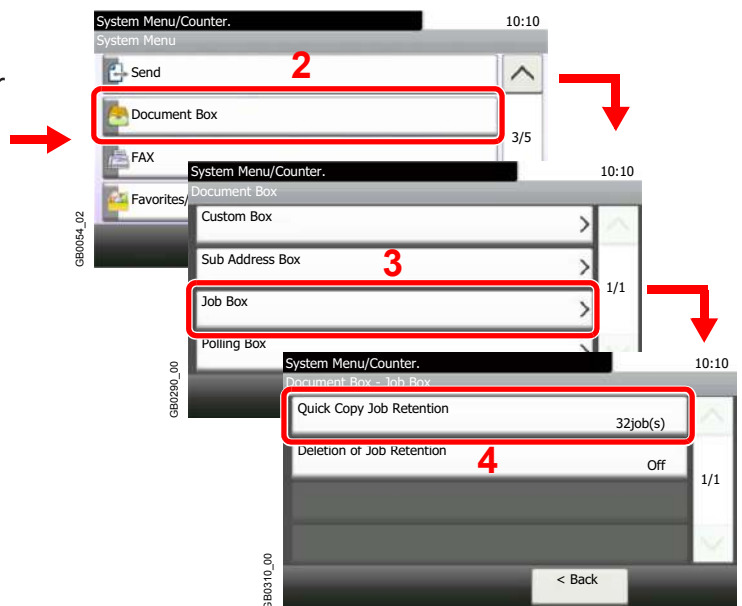 System Menu/Counter. 10:10
System Menu
Send
2
Document Box
3/5
FAX
Favorites/
GB0054_02
r
System Menu/Counter. 10:10
Document Box
Custom Box
Sub Address Box
3
1/1
Job Box
Polling Box
GB0290_00
System Menu/Counter. 10:10
Document Box - Job Box
Quick Copy Job Retention
32job(s)
Deletion of Job Retention
4
Off
1/1
< Back
GB0310_00